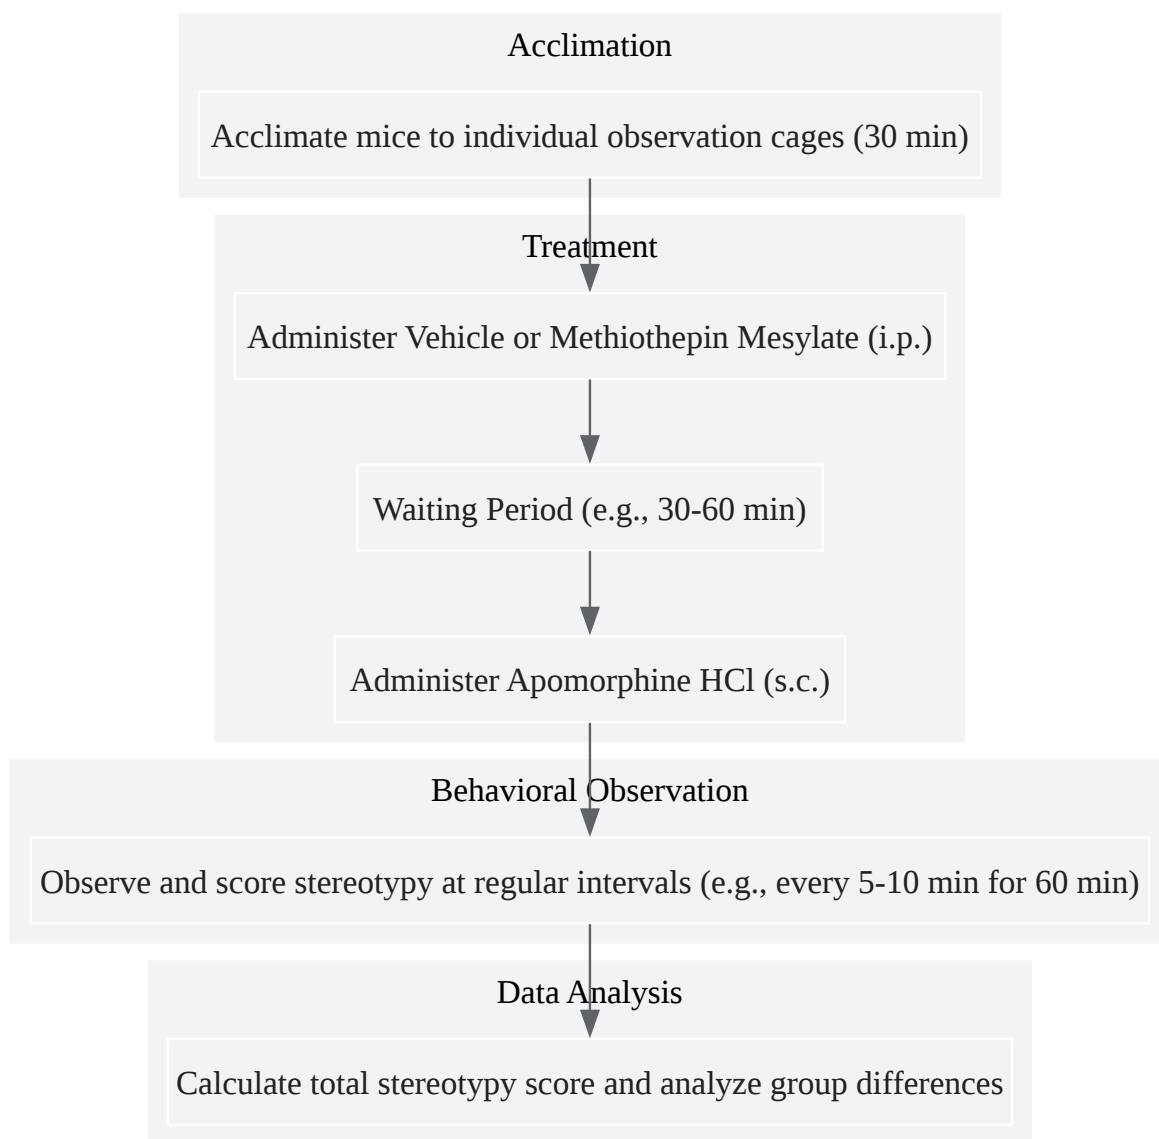 Acclimation
Acclimate mice to individual observation cages (30 min)
Treatment
Administer Vehicle or Methiothepin Mesylate (i.p.)
Waiting Period (e.g., 30-60 min)
Administer Apomorphine HCl (s.c.)
Behavioral Observation
Observe and score stereotypy at regular intervals (e.g., every 5-10 min for 60 min)
Data Analysis
Calculate total stereotypy score and analyze group differences